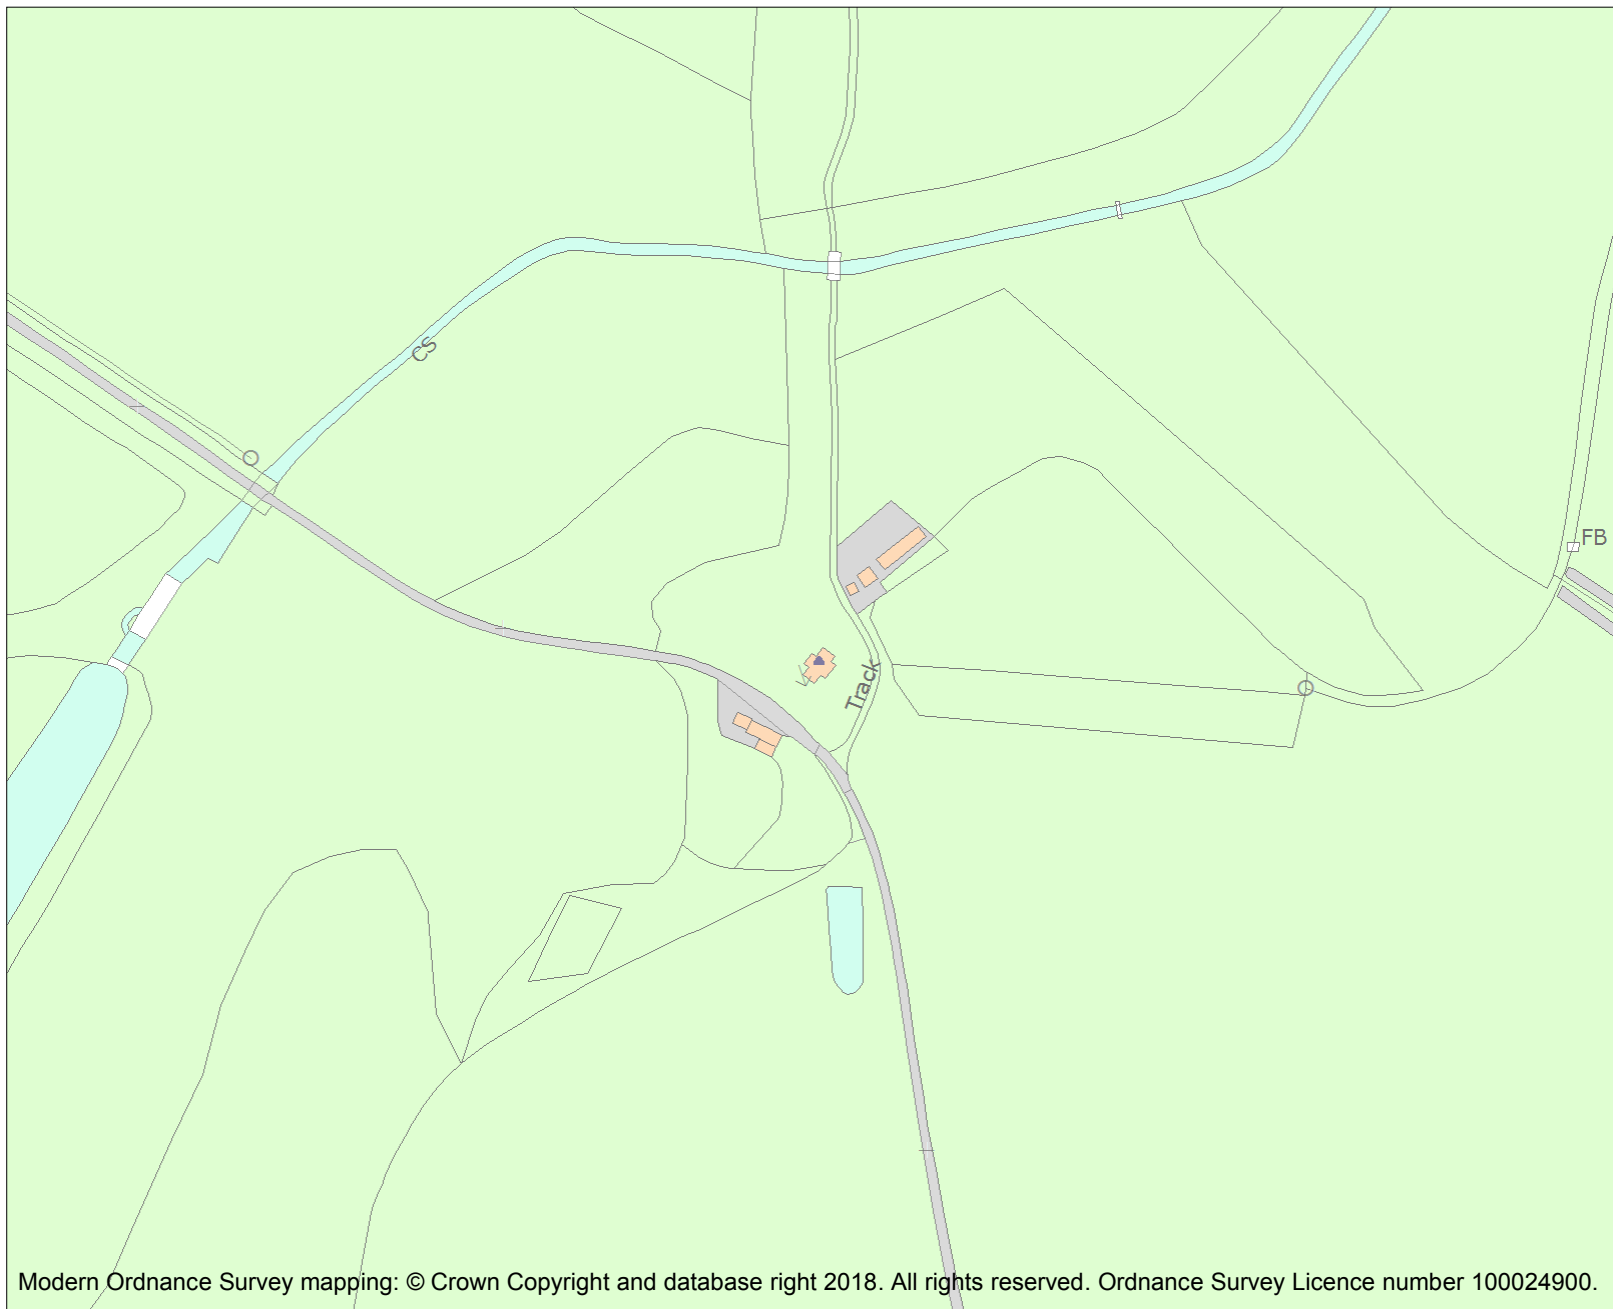 CS
FB
Track
Modern Ordnance Survey mapping: © Crown Copyright and database right 2018. All rights reserved. Ordnance Survey Licence number 100024900.